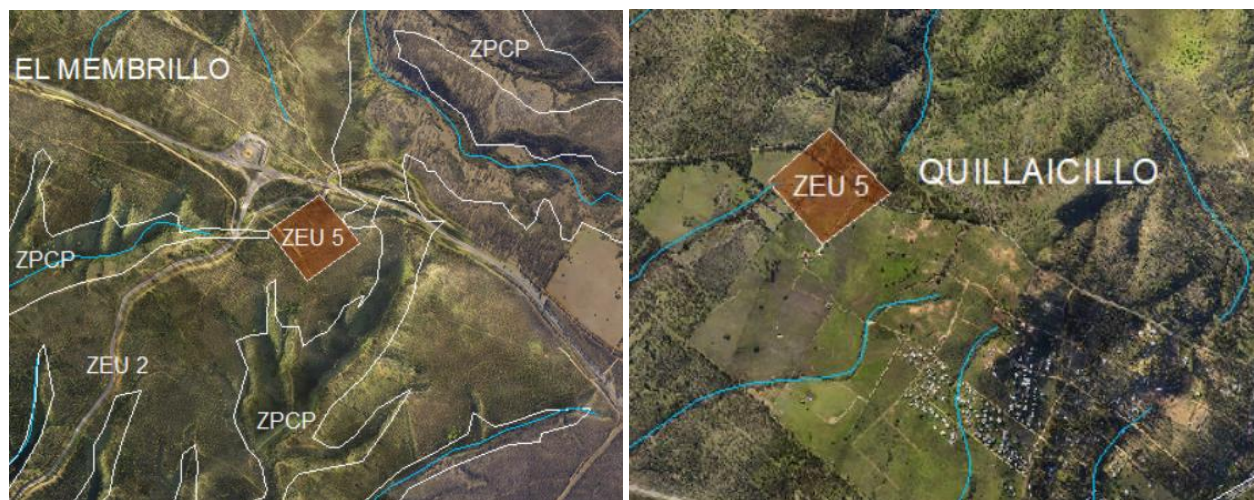 ZPCP
EL MEMBRILLO
ZEU 5
ZPCP
ZEU 2
ZPCP
QUILLAICILLO
ZEU 5